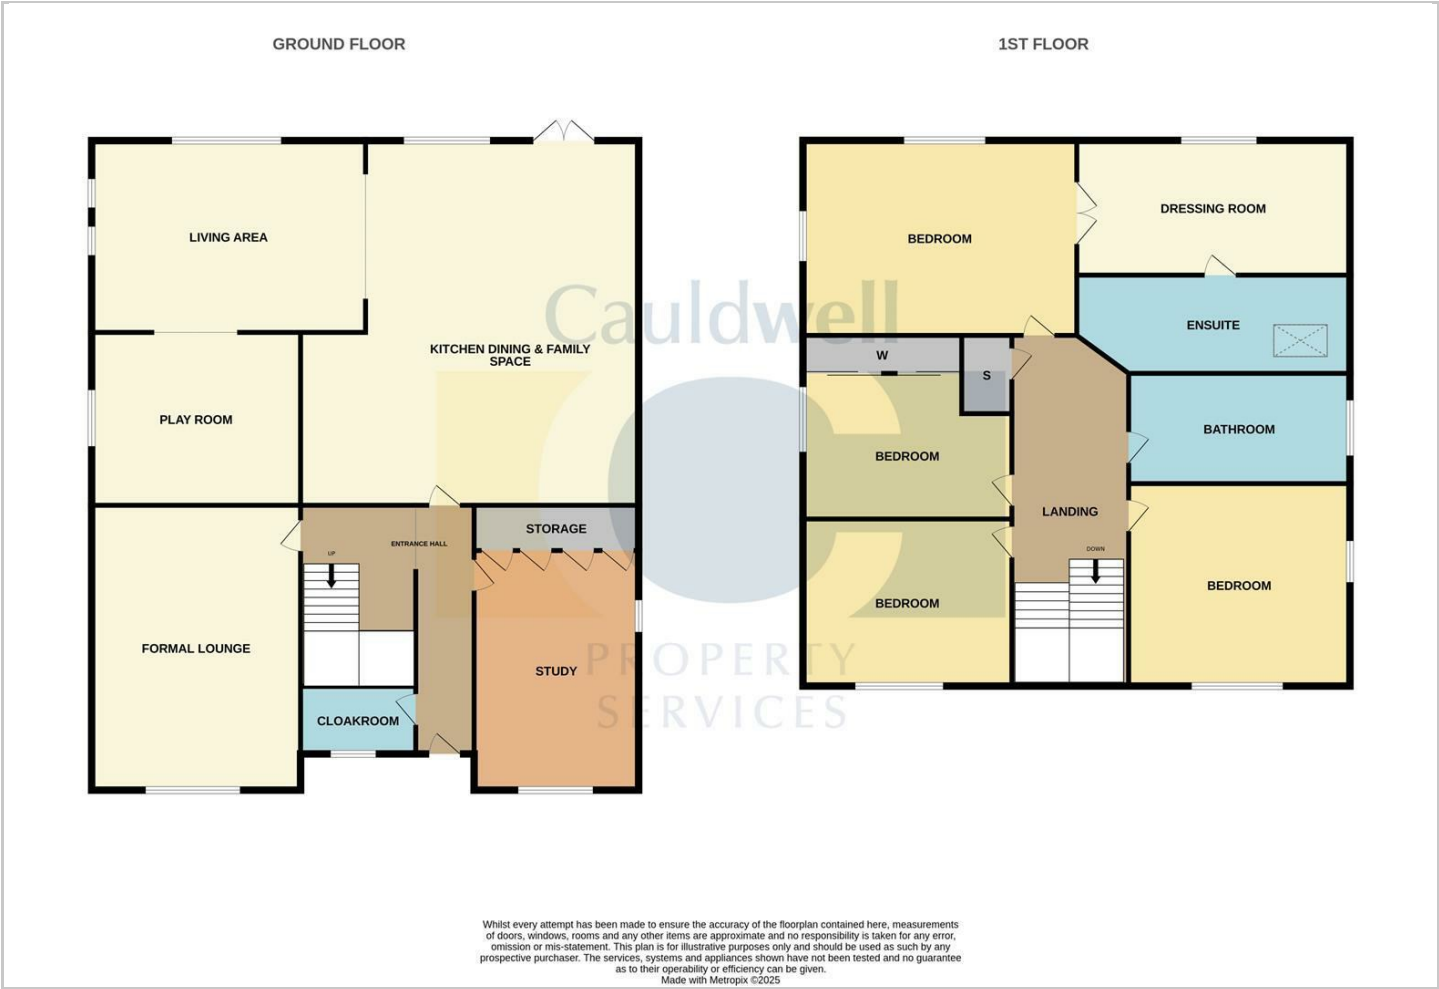 GROUND FLOOR
1ST FLOOR
LIVING AREA
KITCHEN DINING & FAMILY
SPACE
PLAY ROOM
FORMAL LOUNGE
UP
ENTRANCE HALL
STORAGE
STUDY
CLOAKROOM
BEDROOM
DRESSING ROOM
ENSUITE
W
S
BATHROOM
BEDROOM
LANDING
DOWN
BEDROOM
BEDROOM
Cauldwell
PROPERTY
SERVICES
Whilst every attempt has been made to ensure the accuracy of the floorplan contained here, measurements
of doors, windows, rooms and any other items are approximate and no responsibility is taken for any error,
omission or mis-statement. This plan is for illustrative purposes only and should be used as such by any
prospective purchaser. The services, systems and appliances shown have not been tested and no guarantee
as to their operability or efficiency can be given.
Made with Metropix ©2025